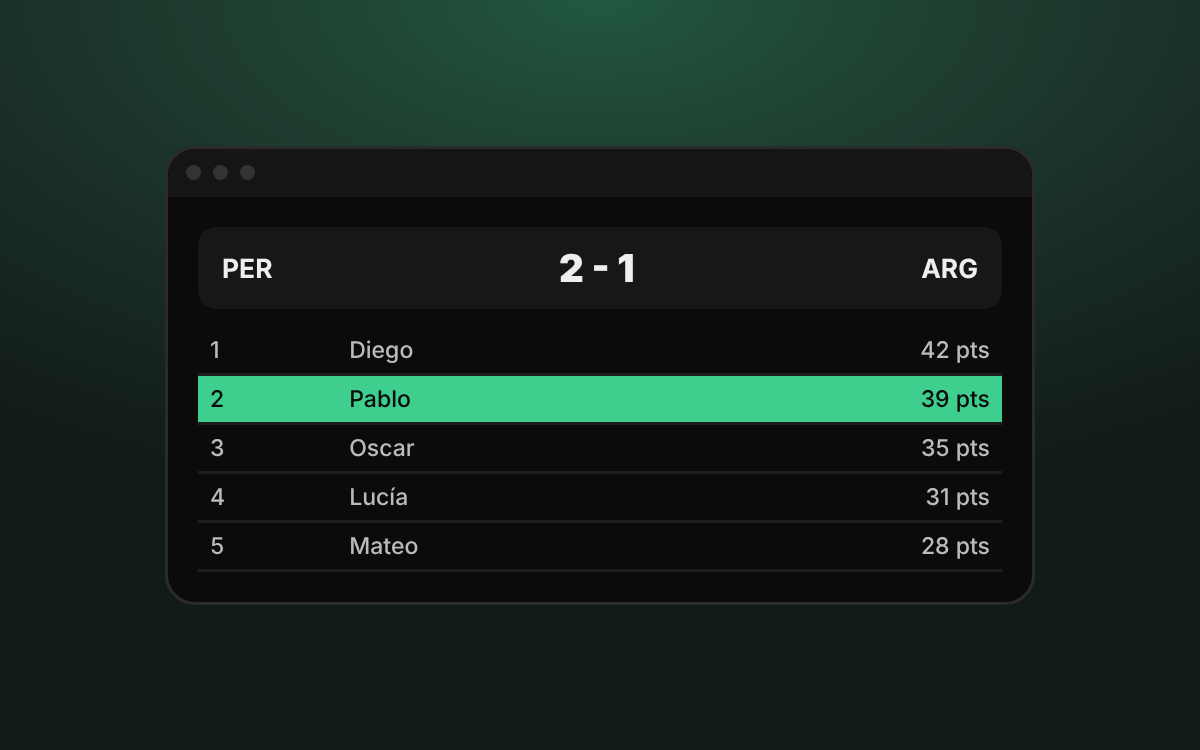 PER 2 - 1 ARG
1 Diego 42 pts
2 Pablo 39 pts
3 Oscar 35 pts
4 Lucía 31 pts
5 Mateo 28 pts